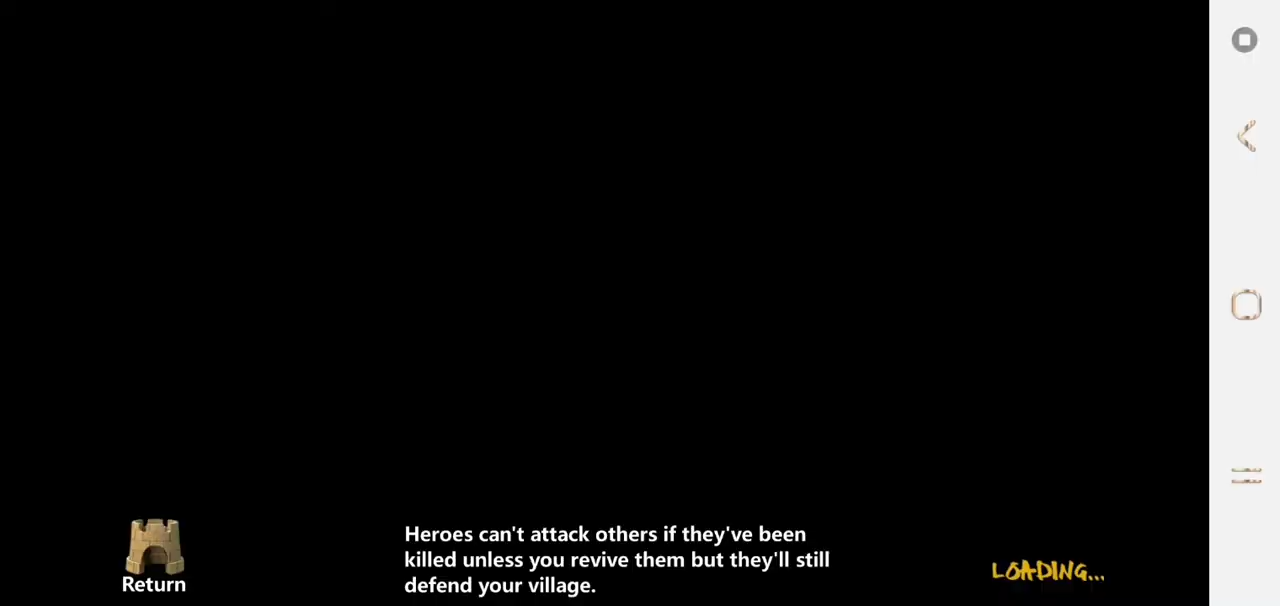 Heroes can't attack others if they've been
killed unless you revive them but they'll still
defend your village.
Return
LOADING...